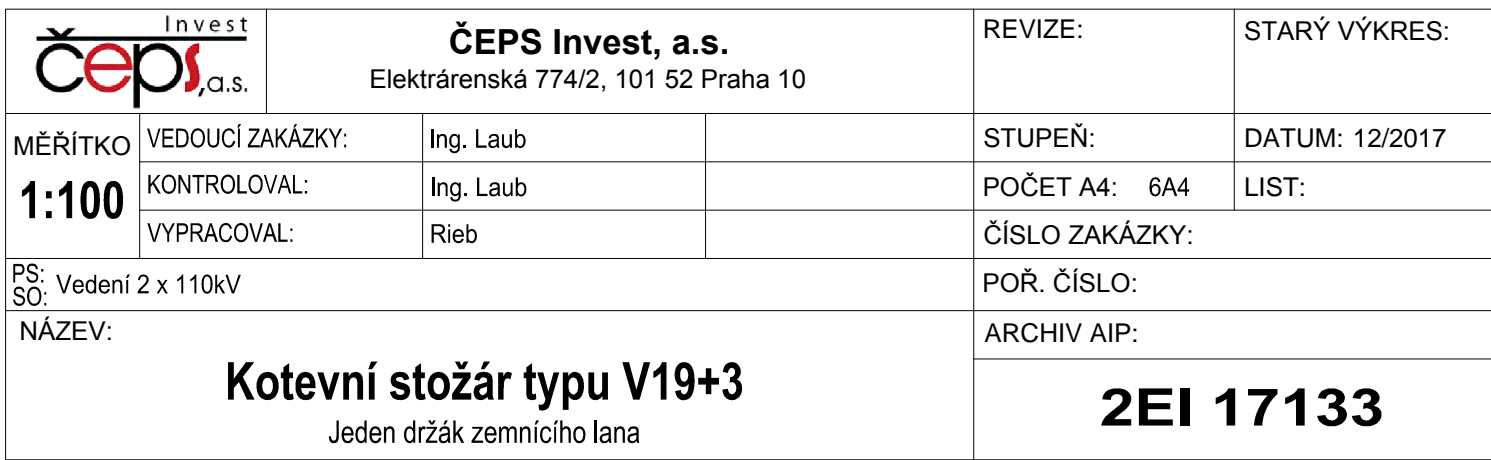 Invest
čeps,a.s.
ČEPS Invest, a.s.
Elektrárenská 774/2, 101 52 Praha 10
REVIZE:
STARÝ VÝKRES:
MĚŘÍTKO
1:100
VEDOUCÍ ZAKÁZKY:
Ing. Laub
STUPEŇ:
DATUM: 12/2017
KONTROLOVAL:
Ing. Laub
POČET A4: 6A4
LIST:
VYPRACOVAL:
Rieb
ČÍSLO ZAKÁZKY:
PS:
SO:
Vedení 2 x 110kV
POŘ. ČÍSLO:
NÁZEV:
Kotevní stožár typu V19+3
Jeden držák zemnícího lana
ARCHIV AIP:
2EI 17133